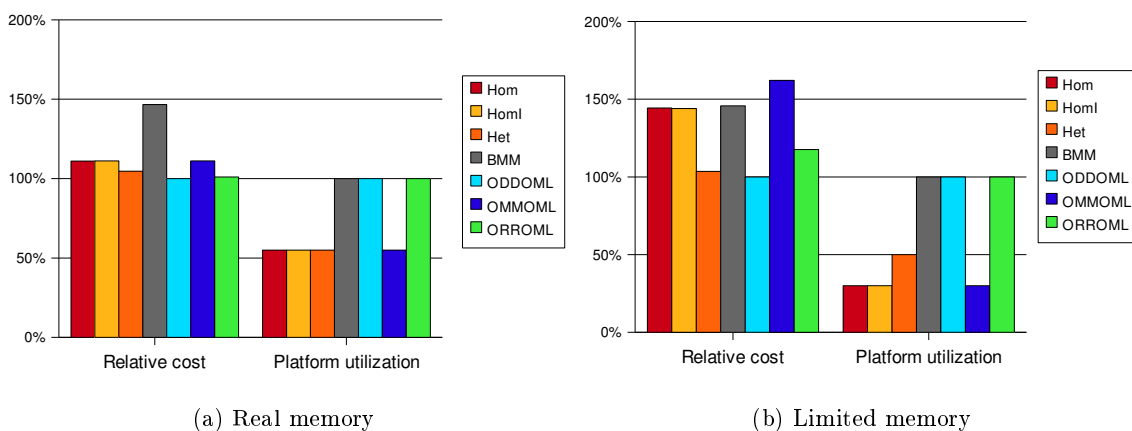 200%
150%
100%
50%
0%
Relative cost
Platform utilization
Hom
HomI
Het
BMM
ODDOML
OMMOML
ORROML
(a) Real memory
200%
150%
100%
50%
0%
Relative cost
Platform utilization
Hom
HomI
Het
BMM
ODDOML
OMMOML
ORROML
(b) Limited memory